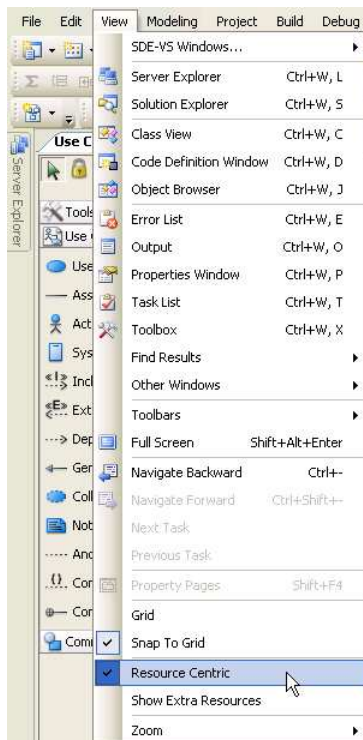 File Edit View Modeling Project Build Debug
SDE-VS Windows...
Server Explorer Ctrl+W, L
Solution Explorer Ctrl+W, S
Use C
Class View Ctrl+W, C
Code Definition Window Ctrl+W, D
Object Browser Ctrl+W, J
Server Explorer
Tools
Error List Ctrl+W, E
Use
Output Ctrl+W, O
Use
Properties Window Ctrl+W, P
Ass
Task List Ctrl+W, T
Act
Toolbox Ctrl+W, X
Sys
Find Results
<<I>> Incl
Other Windows
<<E>> Ext
Toolbars
Dep
Full Screen Shift+Alt+Enter
Gen
Navigate Backward Ctrl+-
Coll
Navigate Forward Ctrl+Shift+-
Not
Next Task
Anc
Previous Task
Con
Property Pages Shift+F4
Con
Grid
Com
Snap To Grid
Resource Centric
Show Extra Resources
Zoom